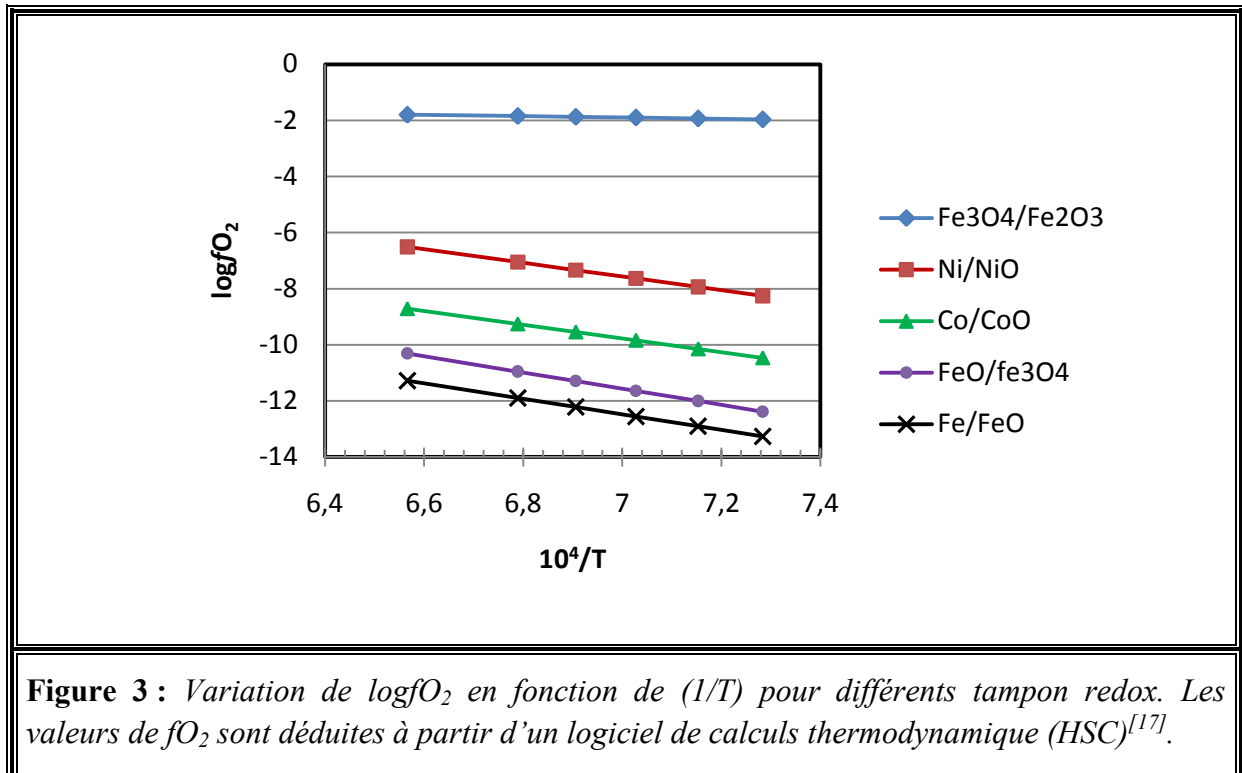 0
-2
-4
-6
-8
-10
-12
-14
logfO₂
6,4 6,6 6,8 7 7,2 7,4
10⁴/T
Fe3O4/Fe2O3
Ni/NiO
Co/CoO
FeO/fe3O4
Fe/FeO
Figure 3 : Variation de logfO₂ en fonction de (1/T) pour différents tampon redox. Les
valeurs de fO₂ sont déduites à partir d’un logiciel de calculs thermodynamique (HSC)[17].